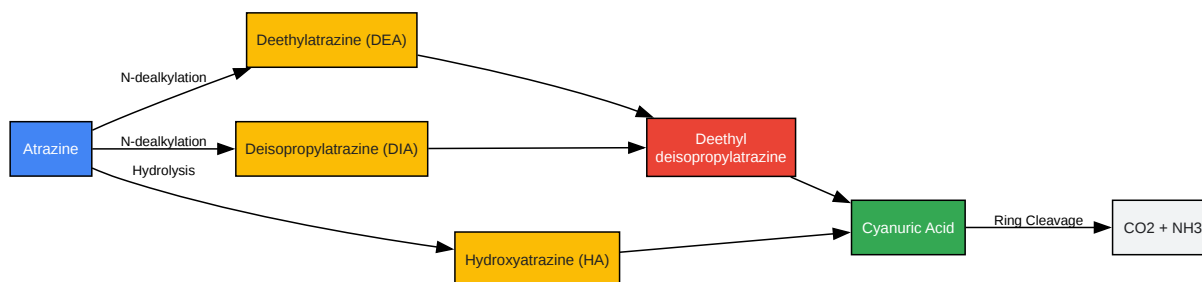 Deethylatrazine (DEA)
N-dealkylation
Atrazine
N-dealkylation
Deisopropylatrazine (DIA)
Deethyl
deisopropylatrazine
Hydrolysis
Hydroxyatrazine (HA)
Cyanuric Acid
Ring Cleavage
CO2 + NH3